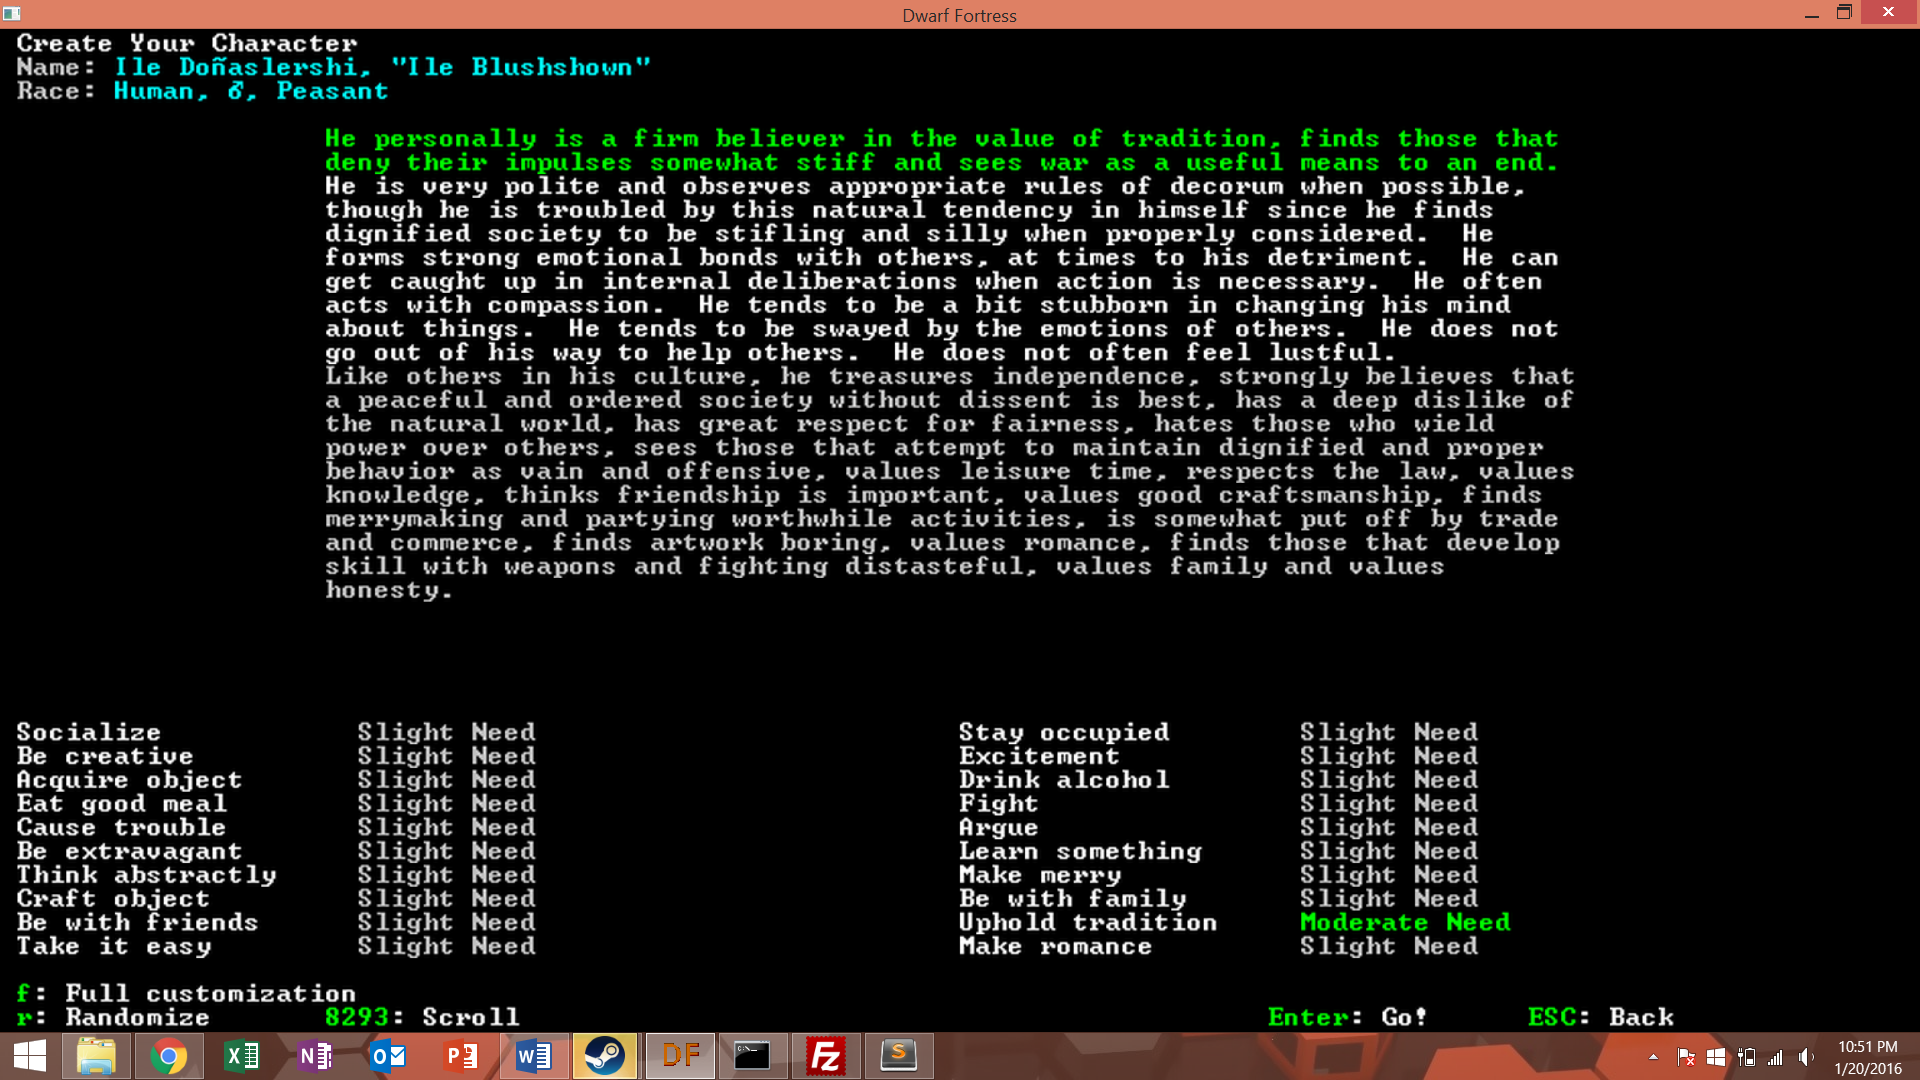 Dwarf Fortress
Create Your Character
Name: Ile Doñaslershi, "Ile Blushshown"
Race: Human, ♂, Peasant
He personally is a firm believer in the value of tradition, finds those that
deny their impulses somewhat stiff and sees war as a useful means to an end.
He is very polite and observes appropriate rules of decorum when possible,
though he is troubled by this natural tendency in himself since he finds
dignified society to be stifling and silly when properly considered.  He
forms strong emotional bonds with others, at times to his detriment.  He can
get caught up in internal deliberations when action is necessary.  He often
acts with compassion.  He tends to be a bit stubborn in changing his mind
about things.  He tends to be swayed by the emotions of others.  He does not
go out of his way to help others.  He does not often feel lustful.
Like others in his culture, he treasures independence, strongly believes that
a peaceful and ordered society without dissent is best, has a deep dislike of
the natural world, has great respect for fairness, hates those who wield
power over others, sees those that attempt to maintain dignified and proper
behavior as vain and offensive, values leisure time, respects the law, values
knowledge, thinks friendship is important, values good craftsmanship, finds
merrymaking and partying worthwhile activities, is somewhat put off by trade
and commerce, finds artwork boring, values romance, finds those that develop
skill with weapons and fighting distasteful, values family and values
honesty.
Socialize Slight Need Stay occupied Slight Need
Be creative Slight Need Excitement Slight Need
Acquire object Slight Need Drink alcohol Slight Need
Eat good meal Slight Need Fight Slight Need
Cause trouble Slight Need Argue Slight Need
Be extravagant Slight Need Learn something Slight Need
Think abstractly Slight Need Make merry Slight Need
Craft object Slight Need Be with family Slight Need
Be with friends Slight Need Uphold tradition Moderate Need
Take it easy Slight Need Make romance Slight Need
f: Full customization
r: Randomize 8293: Scroll Enter: Go! ESC: Back
DF
10:51 PM
1/20/2016